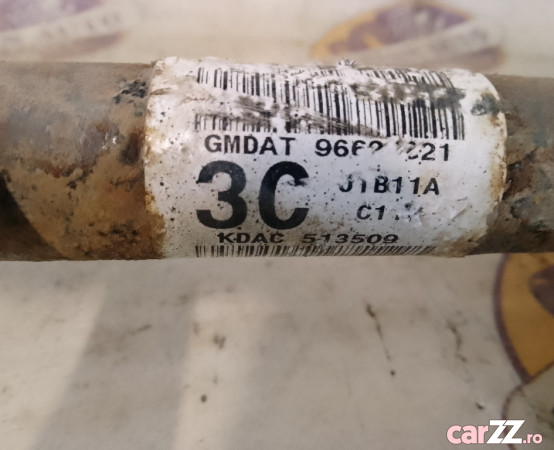 GMDAT
3C J1B11A
KDAC 513509
carZZ.ro